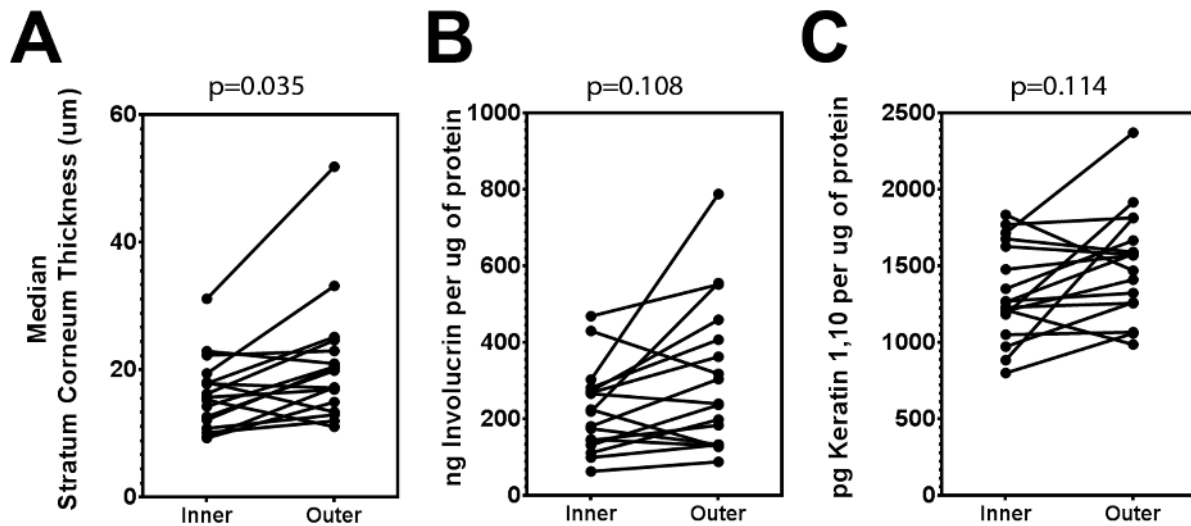 A
p=0.035
Median
Stratum Corneum Thickness (um)
60
40
20
0
Inner
Outer
B
p=0.108
ng Involucrin per ug of protein
1000
800
600
400
200
0
Inner
Outer
C
p=0.114
pg Keratin 1,10 per ug of protein
2500
2000
1500
1000
500
0
Inner
Outer